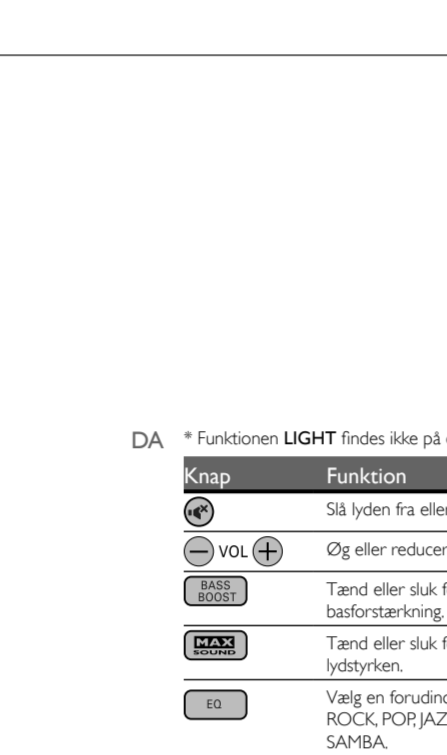 DA * Funktionen LIGHT findes ikke på
Knap Funktion
Slå lyden fra eller
VOL Øg eller reducer
BASS BOOST Tænd eller sluk f
basforstærkning.
MAX SOUND Tænd eller sluk f
lydstyrken.
EQ Vælg en forudind
ROCK, POP, JAZ
SAMBA.